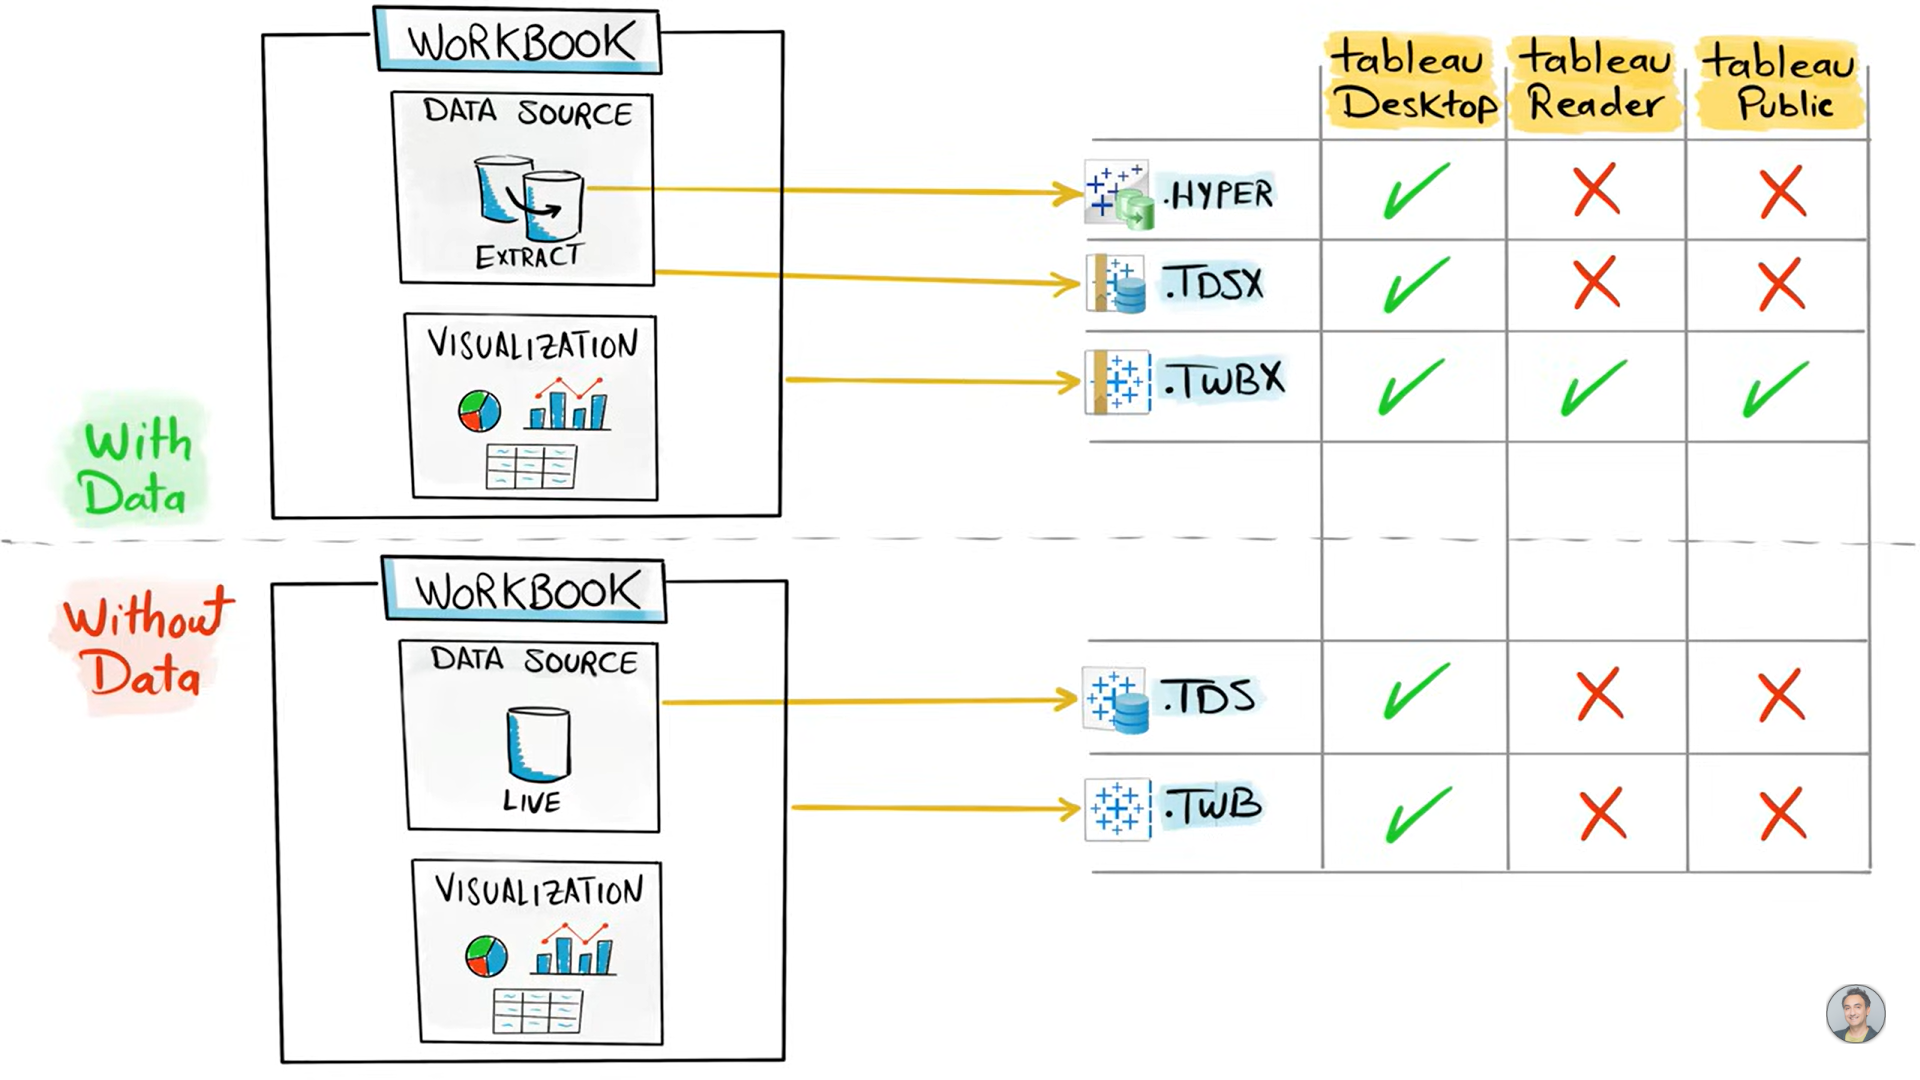 WORKBOOK
DATA SOURCE
EXTRACT
VISUALIZATION
With
Data
tableau
Desktop
tableau
Reader
tableau
Public
.HYPER
.TDSX
.TWBX
Without
Data
WORKBOOK
DATA SOURCE
LIVE
VISUALIZATION
.TDS
.TWB